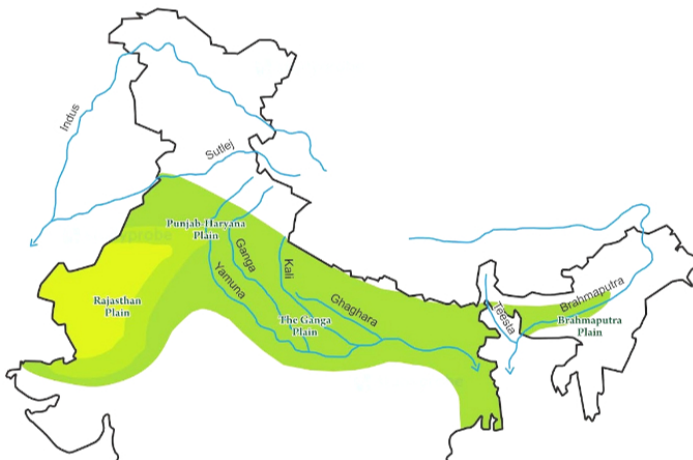 Indus
Sutlej
Punjab-Haryana
Plain
Ganga
Yamuna
Kali
Rajasthan
Plain
Ghaghara
The Ganga
Plain
Teesta
Brahmaputra
Brahmaputra
Plain